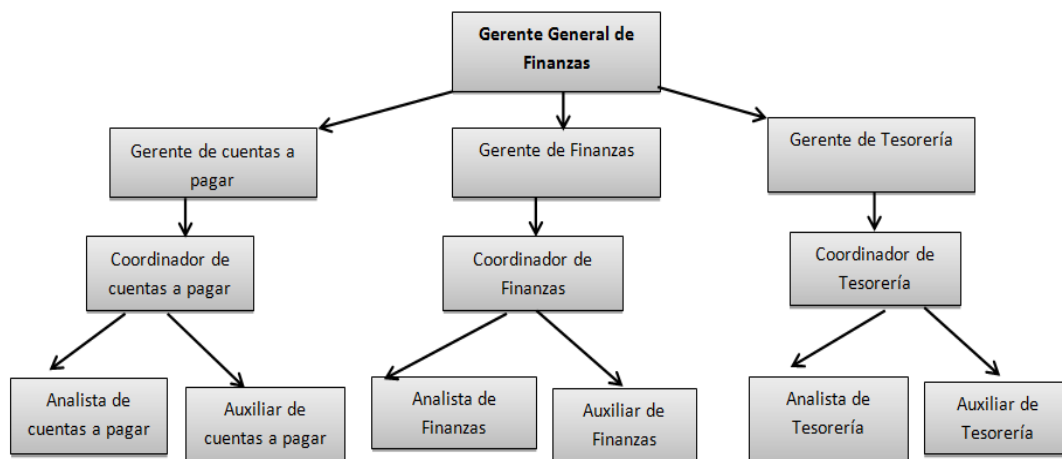 Gerente General de
Finanzas
Gerente de cuentas a
pagar
Gerente de Finanzas
Gerente de Tesorería
Coordinador de
cuentas a pagar
Coordinador de
Finanzas
Coordinador de
Tesorería
Analista de
cuentas a pagar
Auxiliar de
cuentas a pagar
Analista de
Finanzas
Auxiliar de
Finanzas
Analista de
Tesorería
Auxiliar de
Tesorería